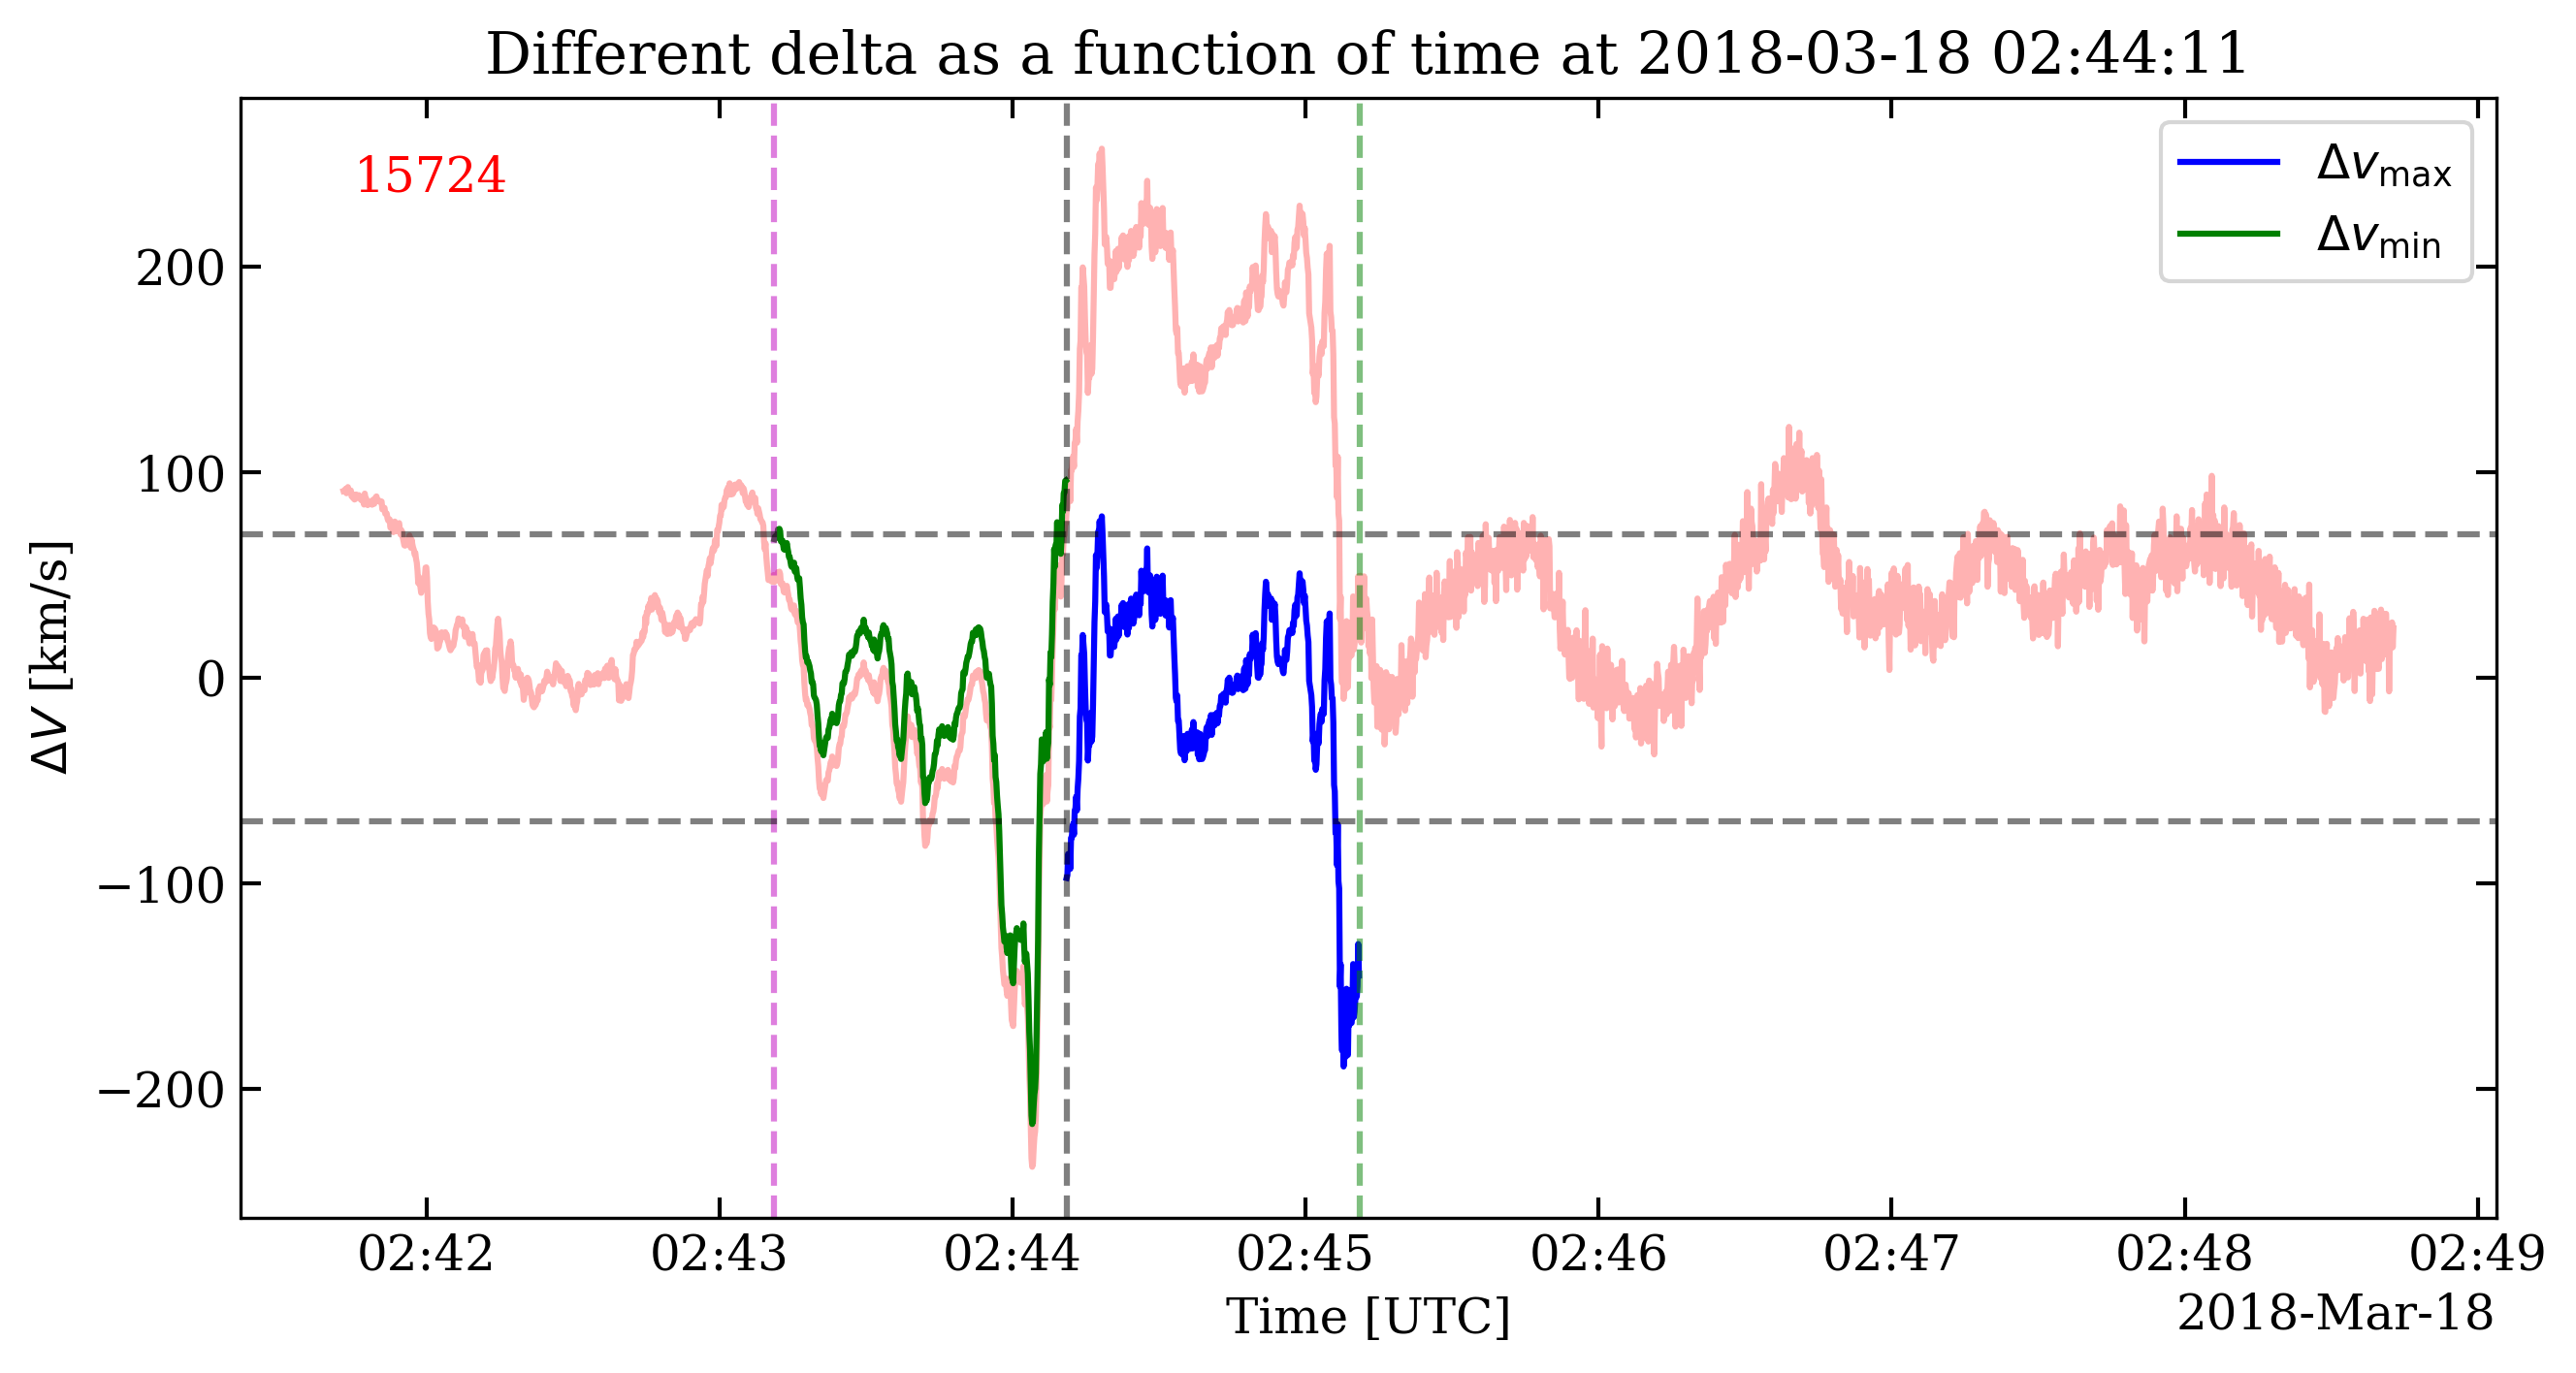 Different delta as a function of time at 2018-03-18 02:44:11
15724
Δv_max
Δv_min
ΔV [km/s]
200
100
0
−100
−200
02:42 02:43 02:44 02:45 02:46 02:47 02:48 02:49
Time [UTC]
2018-Mar-18